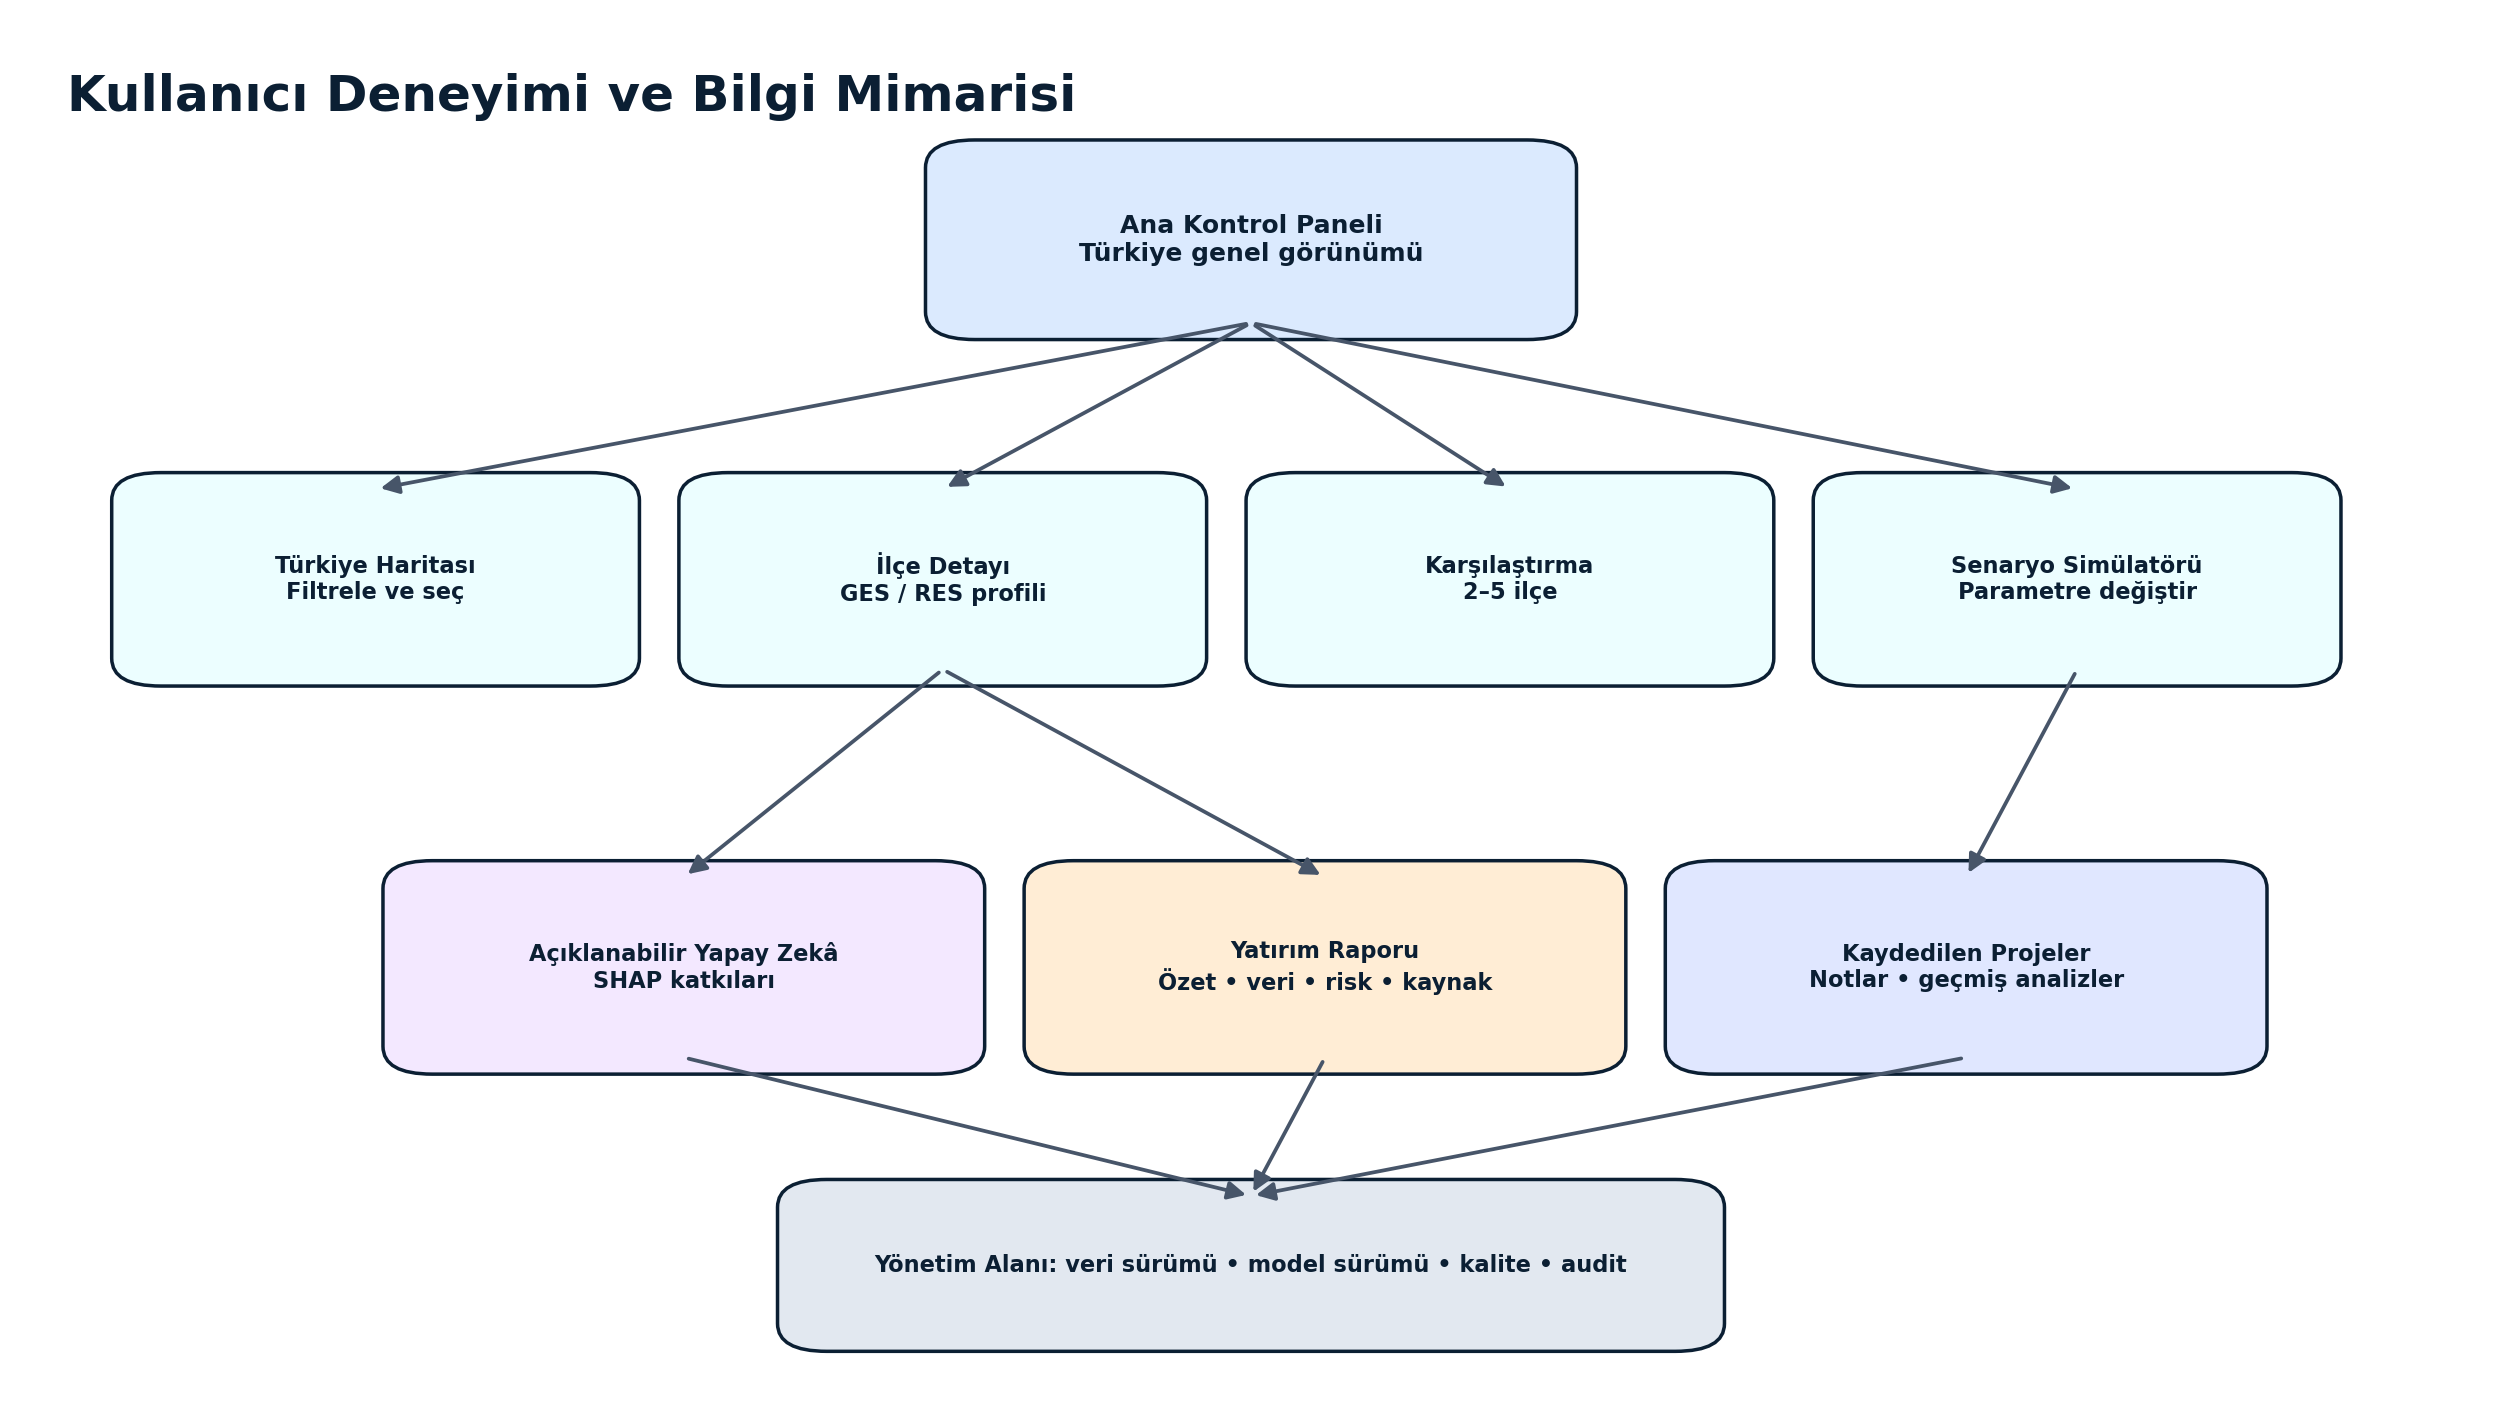 Kullanıcı Deneyimi ve Bilgi Mimarisi
Ana Kontrol Paneli
Türkiye genel görünümü
Türkiye Haritası
Filtrele ve seç
İlçe Detayı
GES / RES profili
Karşılaştırma
2–5 ilçe
Senaryo Simülatörü
Parametre değiştir
Açıklanabilir Yapay Zekâ
SHAP katkıları
Yatırım Raporu
Özet • veri • risk • kaynak
Kaydedilen Projeler
Notlar • geçmiş analizler
Yönetim Alanı: veri sürümü • model sürümü • kalite • audit